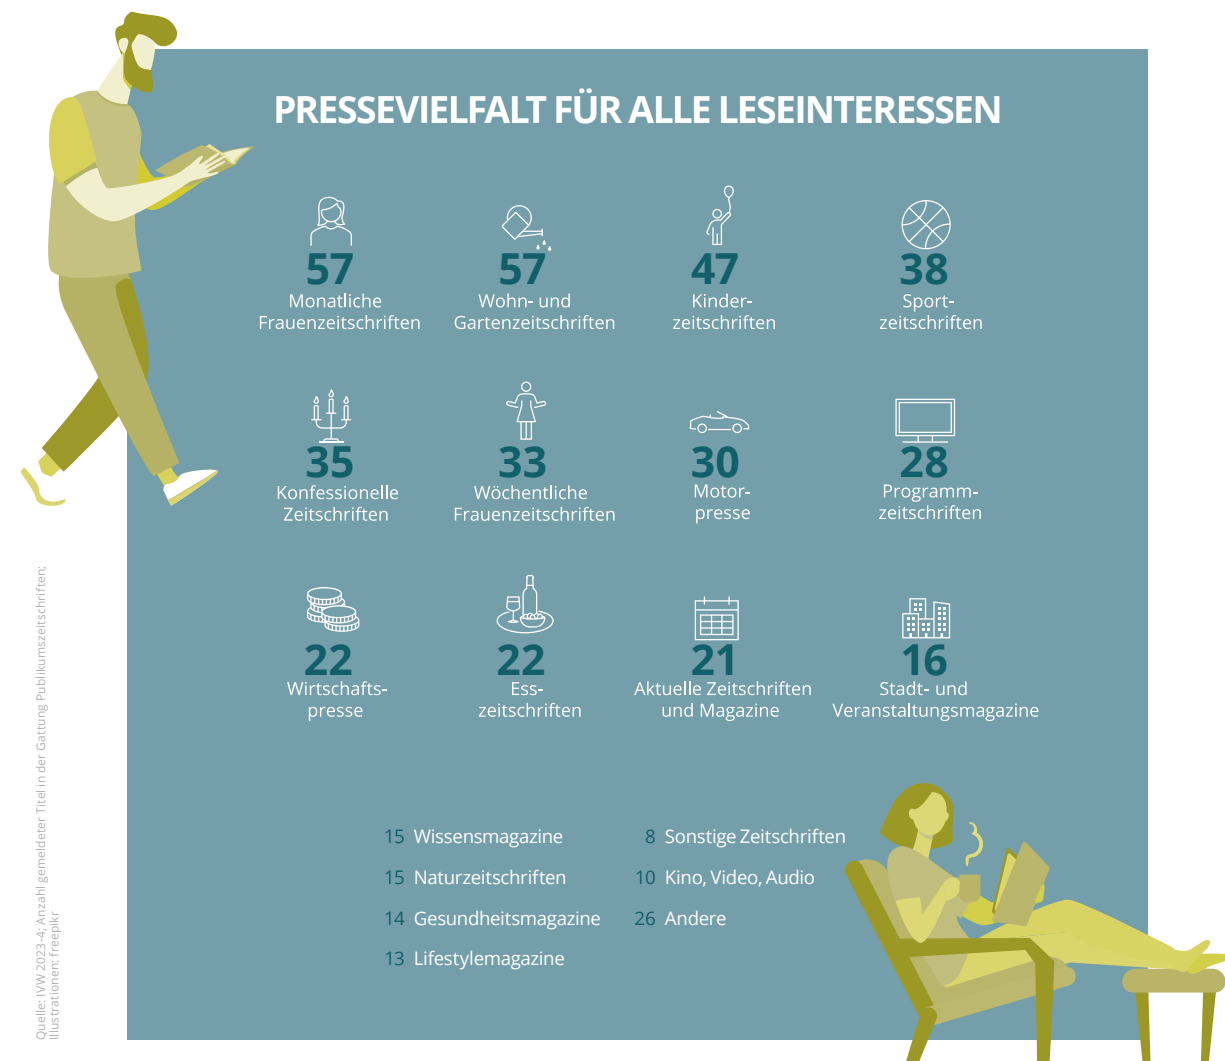 PRESSEVIELFALT FÜR ALLE LESEINTERESSEN
57
Monatliche
Frauenzeitschriften
57
Wohn- und
Gartenzeitschriften
47
Kinder-
zeitschriften
38
Sport-
zeitschriften
35
Konfessionelle
Zeitschriften
33
Wöchentliche
Frauenzeitschriften
30
Motor-
presse
28
Programm-
zeitschriften
22
Wirtschafts-
presse
22
Ess-
zeitschriften
21
Aktuelle Zeitschriften
und Magazine
16
Stadt- und
Veranstaltungsmagazine
15 Wissensmagazine
15 Naturzeitschriften
14 Gesundheitsmagazine
13 Lifestylemagazine
8 Sonstige Zeitschriften
10 Kino, Video, Audio
26 Andere
Quelle: IVW 2023-4; Anzahl gemeldeter Titel in der Gattung Publikumszeitschriften;
Illustrationen: freepikr